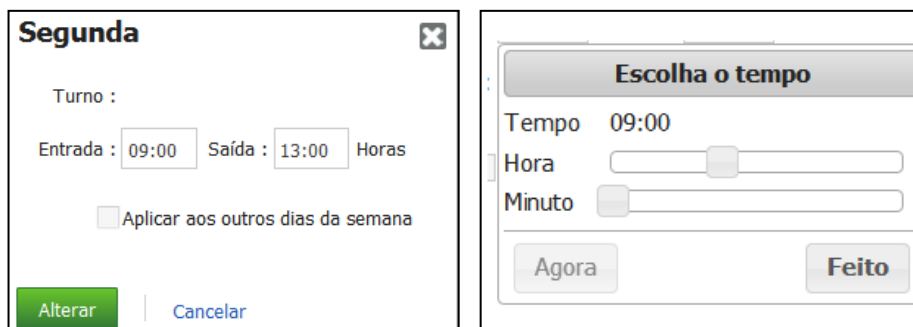 Segunda
Turno :
Entrada : 09:00 Saída : 13:00 Horas
Aplicar aos outros dias da semana
Alterar Cancelar
:
Escolha o tempo
Tempo 09:00
Hora
Minuto
Agora Feito